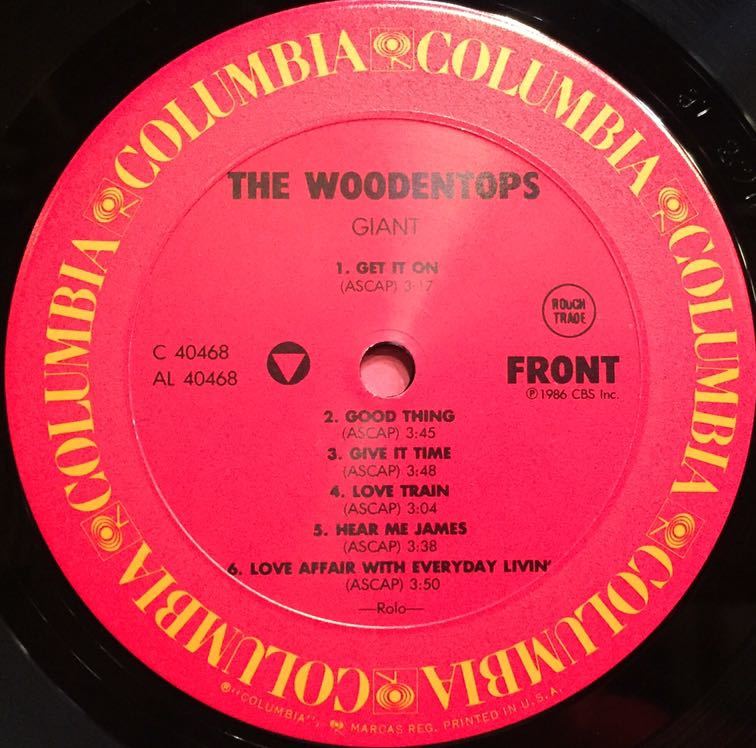 COLUMBIA COLUMBIA COLUMBIA COLUMBIA COLUMBIA COLUMBIA
THE WOODENTOPS
GIANT
1. GET IT ON
(ASCAP) 3:17
ROUGH
TRADE
C 40468
AL 40468
FRONT
Ⓟ 1986 CBS Inc.
2. GOOD THING
(ASCAP) 3:45
3. GIVE IT TIME
(ASCAP) 3:48
4. LOVE TRAIN
(ASCAP) 3:04
5. HEAR ME JAMES
(ASCAP) 3:38
6. LOVE AFFAIR WITH EVERYDAY LIVIN'
(ASCAP) 3:50
—Rolo—
® "COLUMBIA", MARCAS REG. PRINTED IN U.S.A.